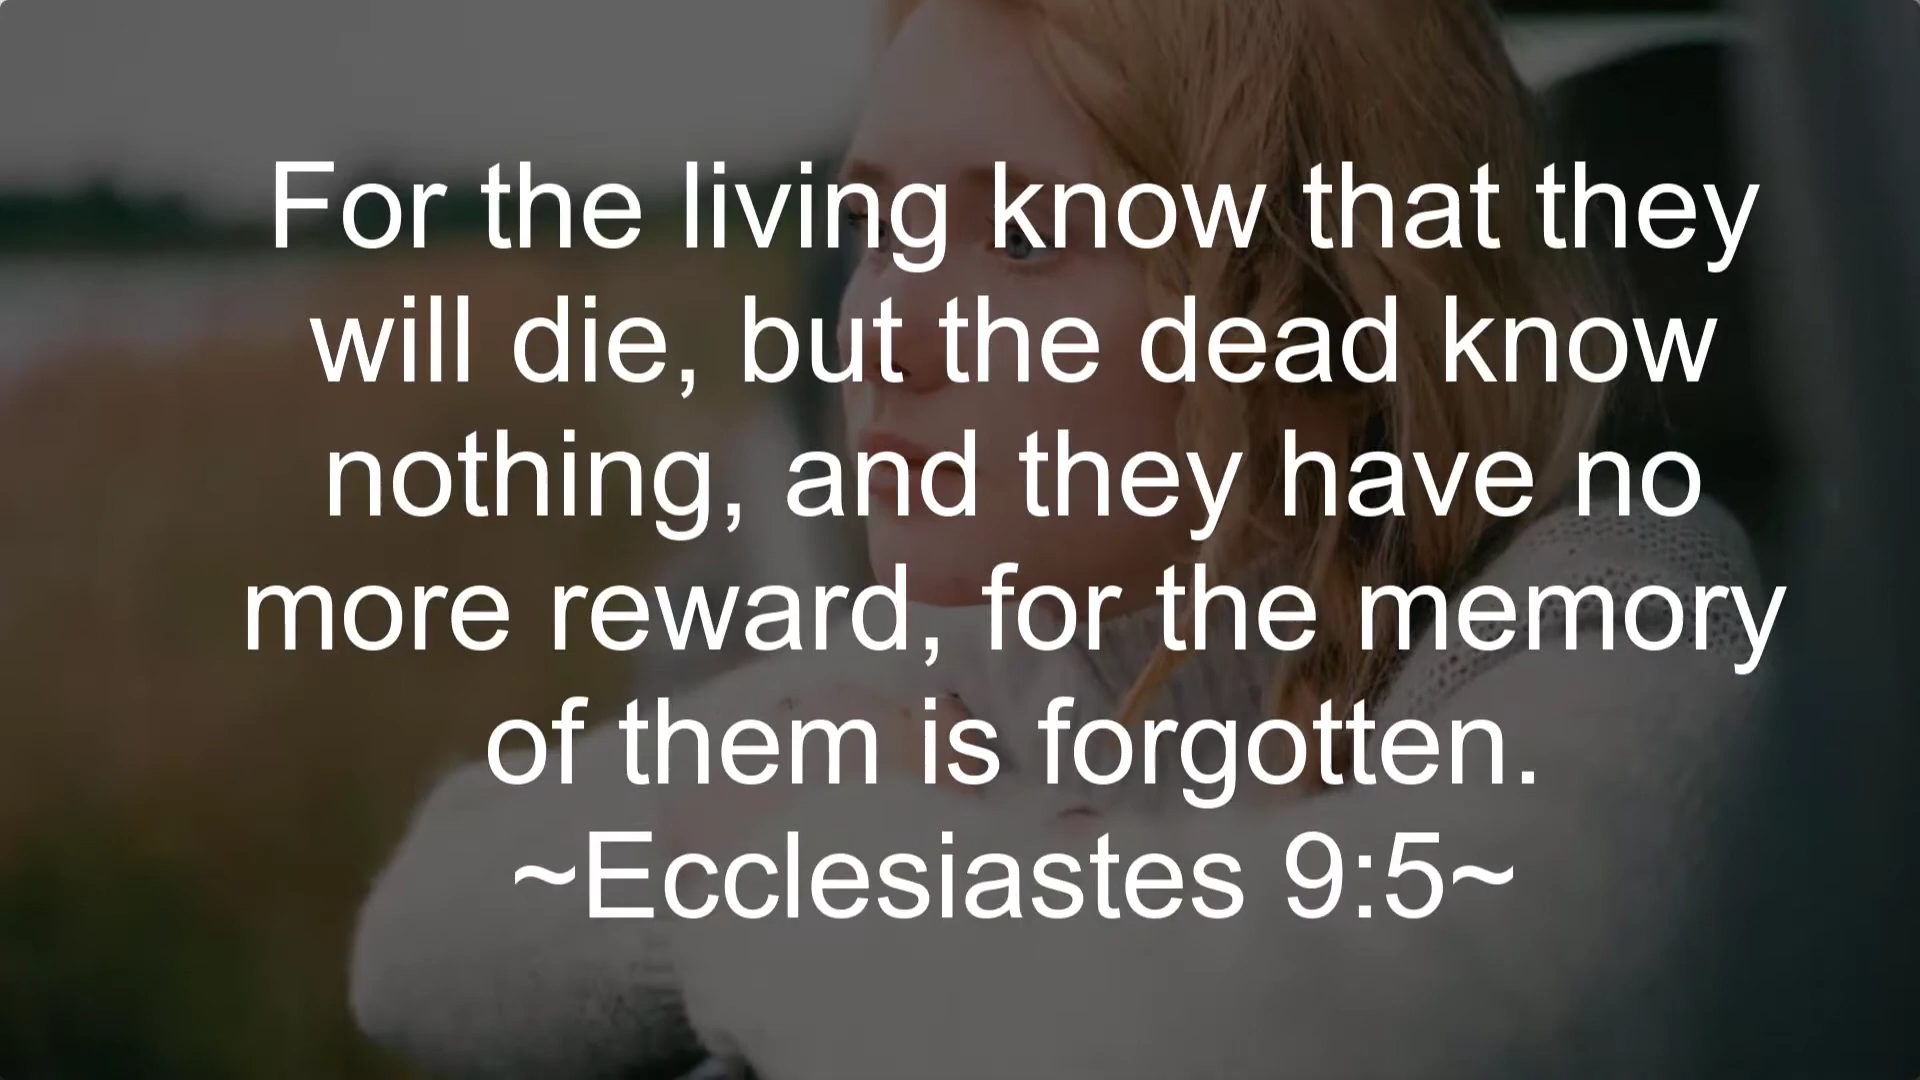 For the living know that they
will die, but the dead know
nothing, and they have no
more reward, for the memory
of them is forgotten.
~Ecclesiastes 9:5~